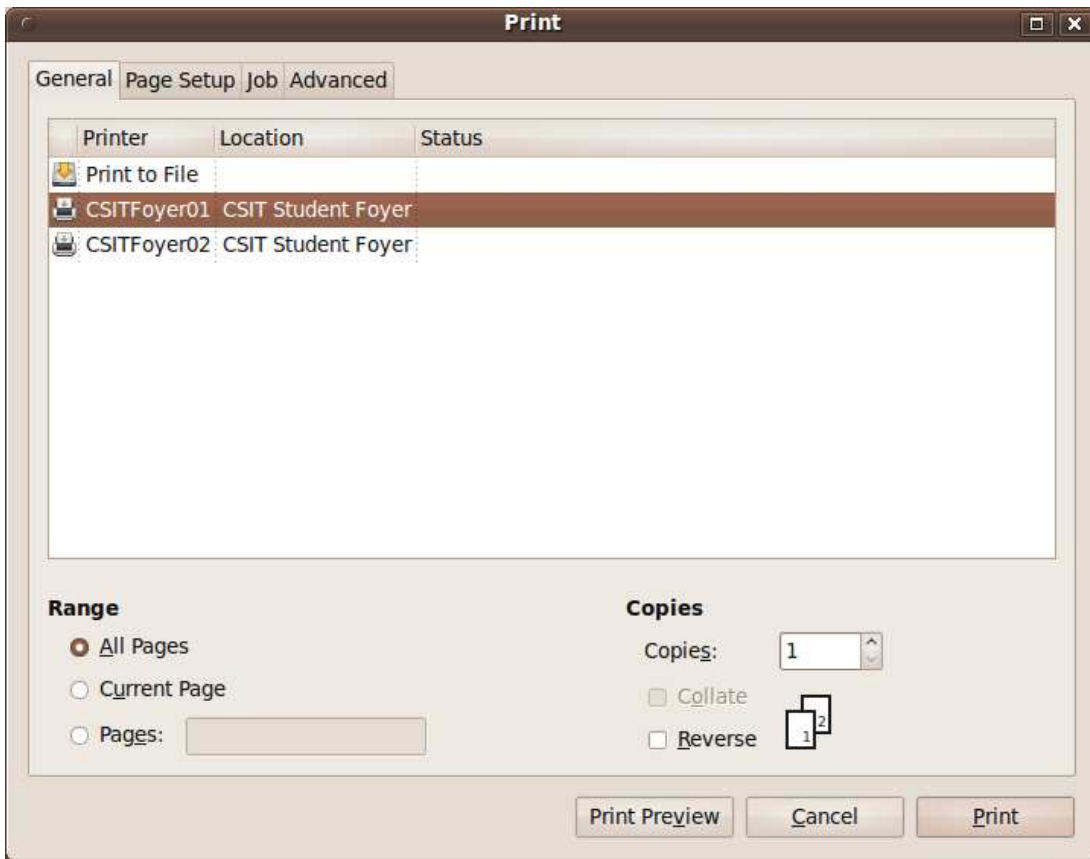 Print
General Page Setup Job Advanced
Printer Location Status
Print to File
CSITFoyer01 CSIT Student Foyer
CSITFoyer02 CSIT Student Foyer
Range
All Pages
Current Page
Pages:
Copies
Copies: 1
Collate
Reverse
1 2
Print Preview Cancel Print